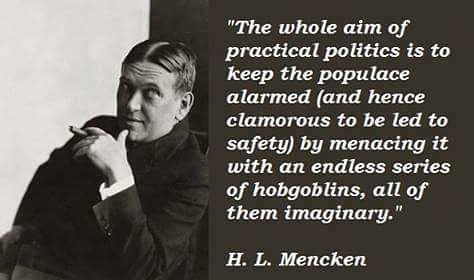 "The whole aim of
practical politics is to
keep the populace
alarmed (and hence
clamorous to be led to
safety) by menacing it
with an endless series
of hobgoblins, all of
them imaginary."
H. L. Mencken